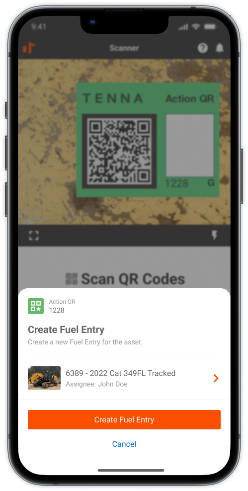 9:41
Scanner
TENNA
Action QR
1228
G
Scan QR Codes
Action QR
1228
Create Fuel Entry
Create a new Fuel Entry for the asset.
6389 - 2022 Cat 349FL Tracked
Assignee: John Doe
Create Fuel Entry
Cancel